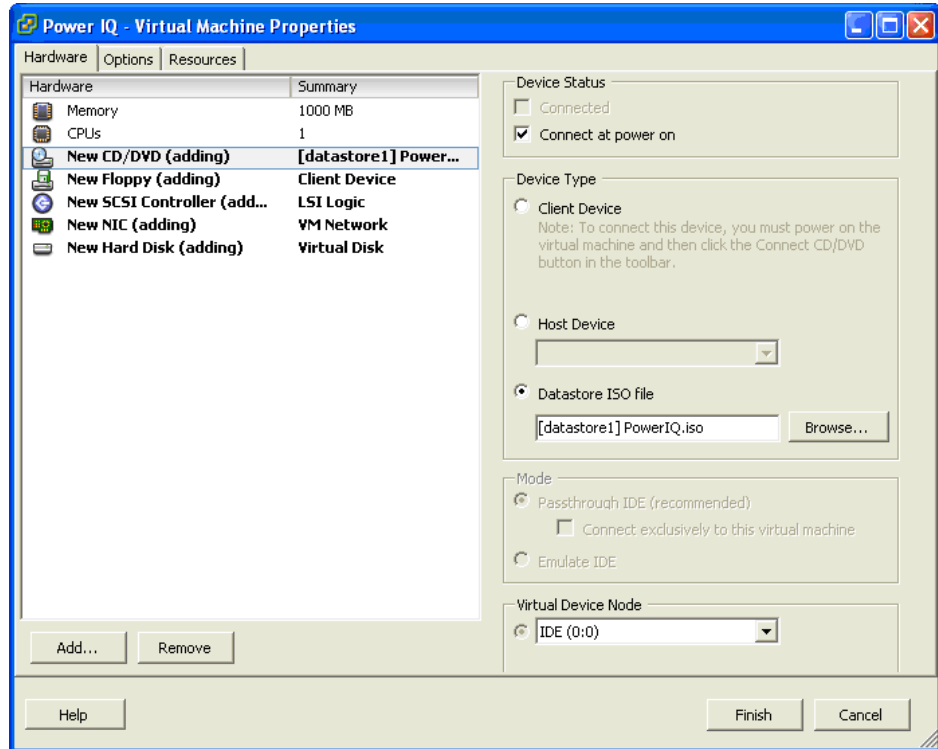 Power IQ - Virtual Machine Properties
Hardware Options Resources
Hardware Summary
Memory 1000 MB
CPUs 1
New CD/DVD (adding) [datastore1] Power...
New Floppy (adding) Client Device
New SCSI Controller (add... LSI Logic
New NIC (adding) VM Network
New Hard Disk (adding) Virtual Disk
Add... Remove
Device Status
Connected
Connect at power on
Device Type
Client Device
Note: To connect this device, you must power on the
virtual machine and then click the Connect CD/DVD
button in the toolbar.
Host Device
Datastore ISO file
[datastore1] PowerIQ.iso Browse...
Mode
Passthrough IDE (recommended)
Connect exclusively to this virtual machine
Emulate IDE
Virtual Device Node
IDE (0:0)
Help Finish Cancel